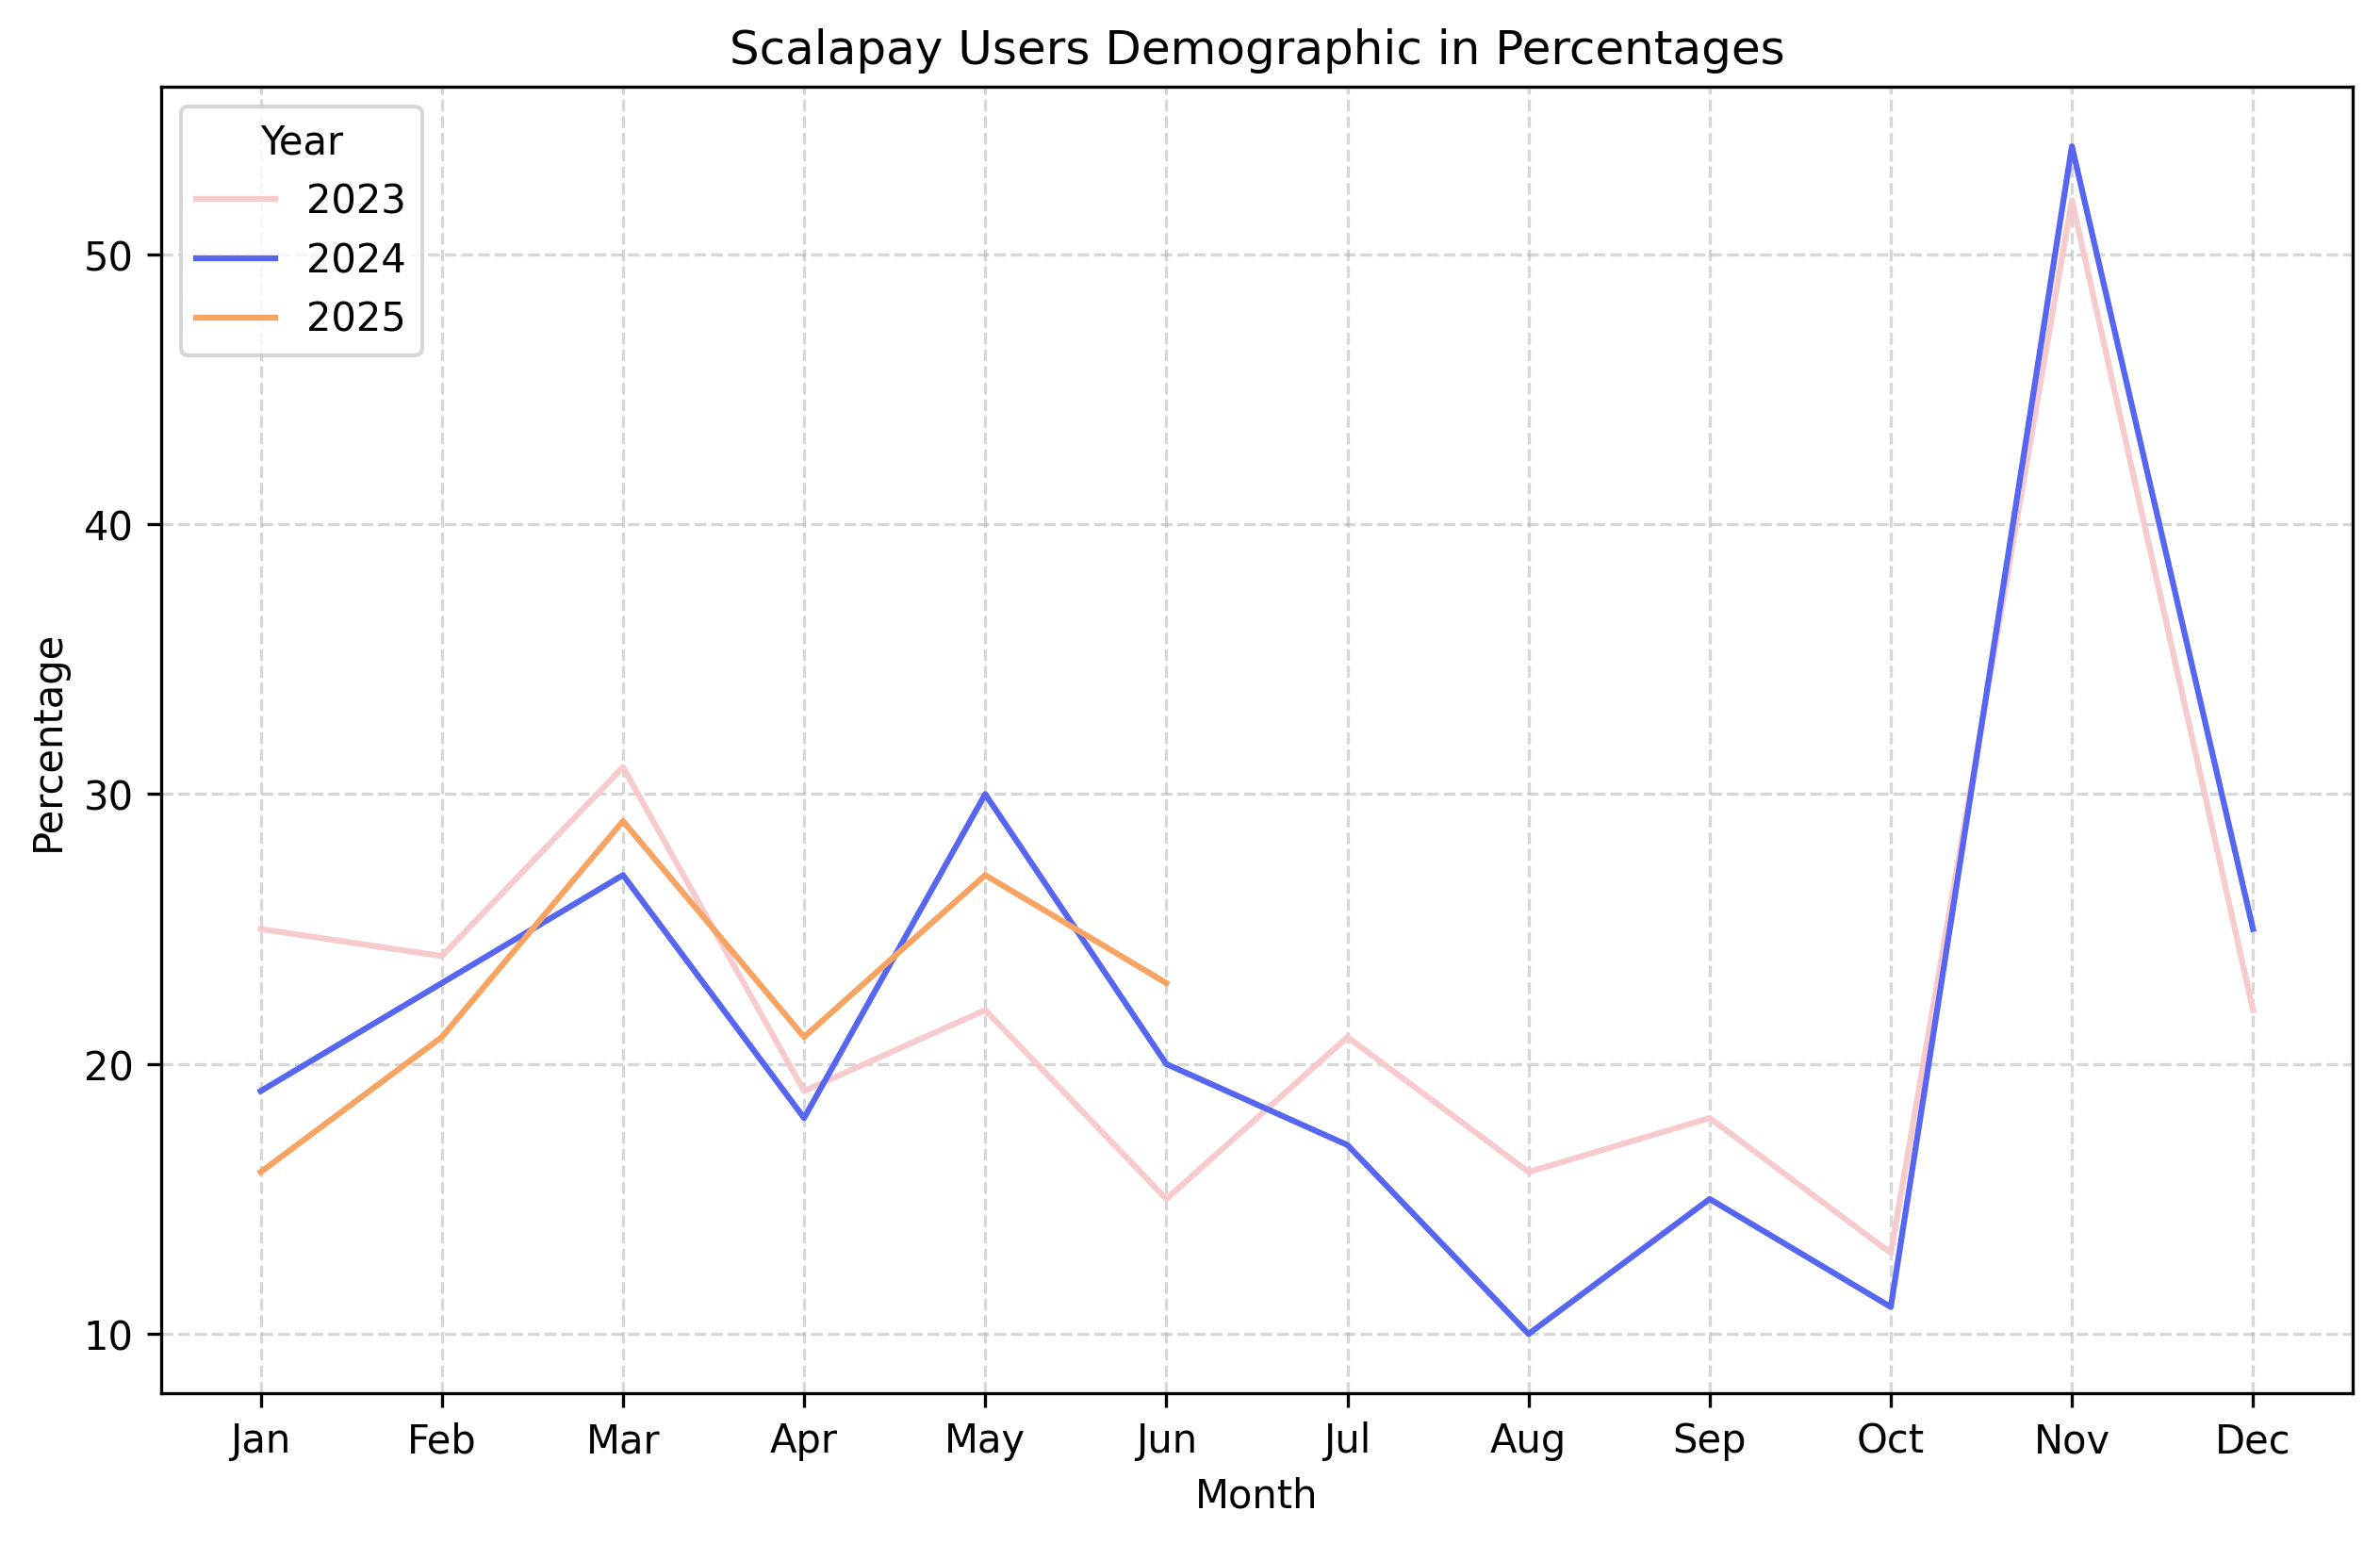 Scalapay Users Demographic in Percentages
Year
2023
2024
2025
Percentage
50
40
30
20
10
Jan Feb Mar Apr May Jun Jul Aug Sep Oct Nov Dec
Month